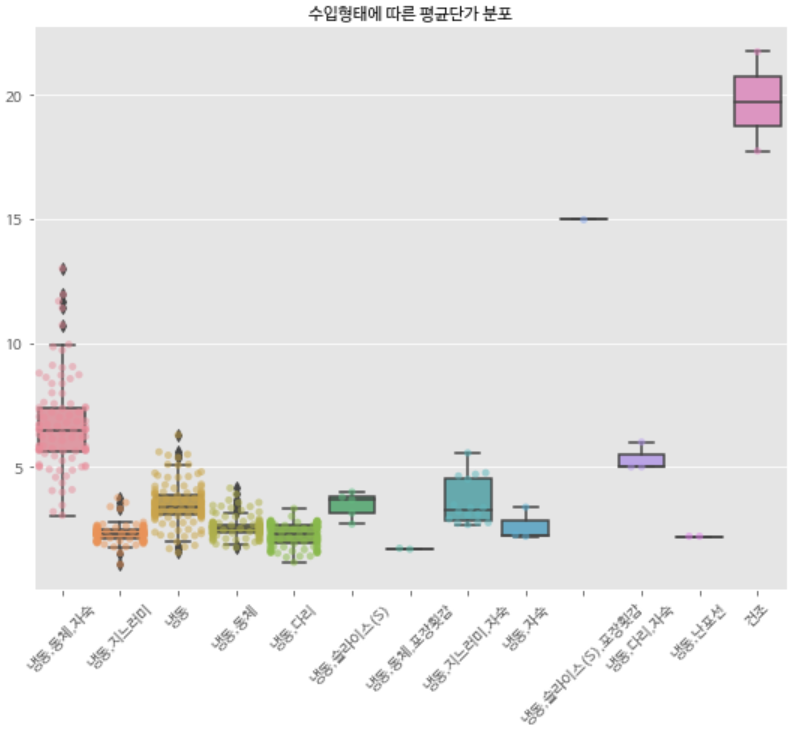 수입형태에 따른 평균단가 분포
20
15
10
5
냉동,동체,자숙
냉동,지느러미
냉동
냉동,동체
냉동,다리
냉동,슬라이스(S)
냉동,동체,포장횟감
냉동,지느러미,자숙
냉동,자숙
냉동,슬라이스(S),포장횟감
냉동,다리,자숙
냉동,난포선
건조